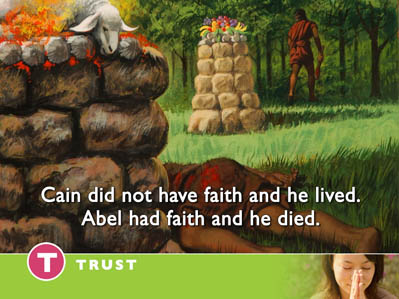 Cain did not have faith and he lived.
Abel had faith and he died.
T TRUST